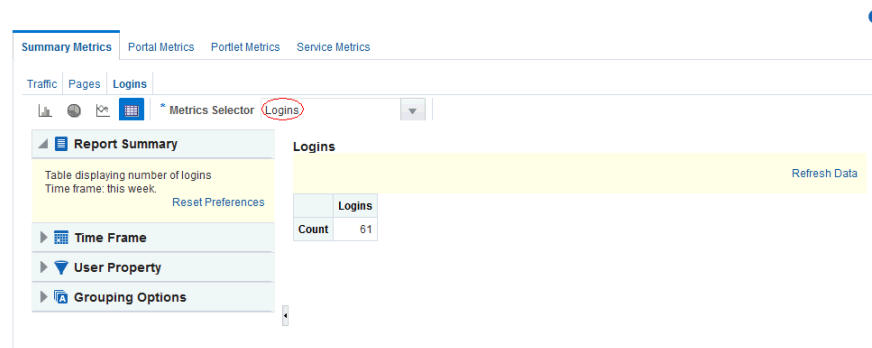 Summary Metrics Portal Metrics Portlet Metrics Service Metrics
Traffic Pages Logins
* Metrics Selector Logins
Report Summary
Table displaying number of logins
Time frame: this week.
Reset Preferences
Time Frame
User Property
Grouping Options
Logins
Refresh Data
Logins
Count 61